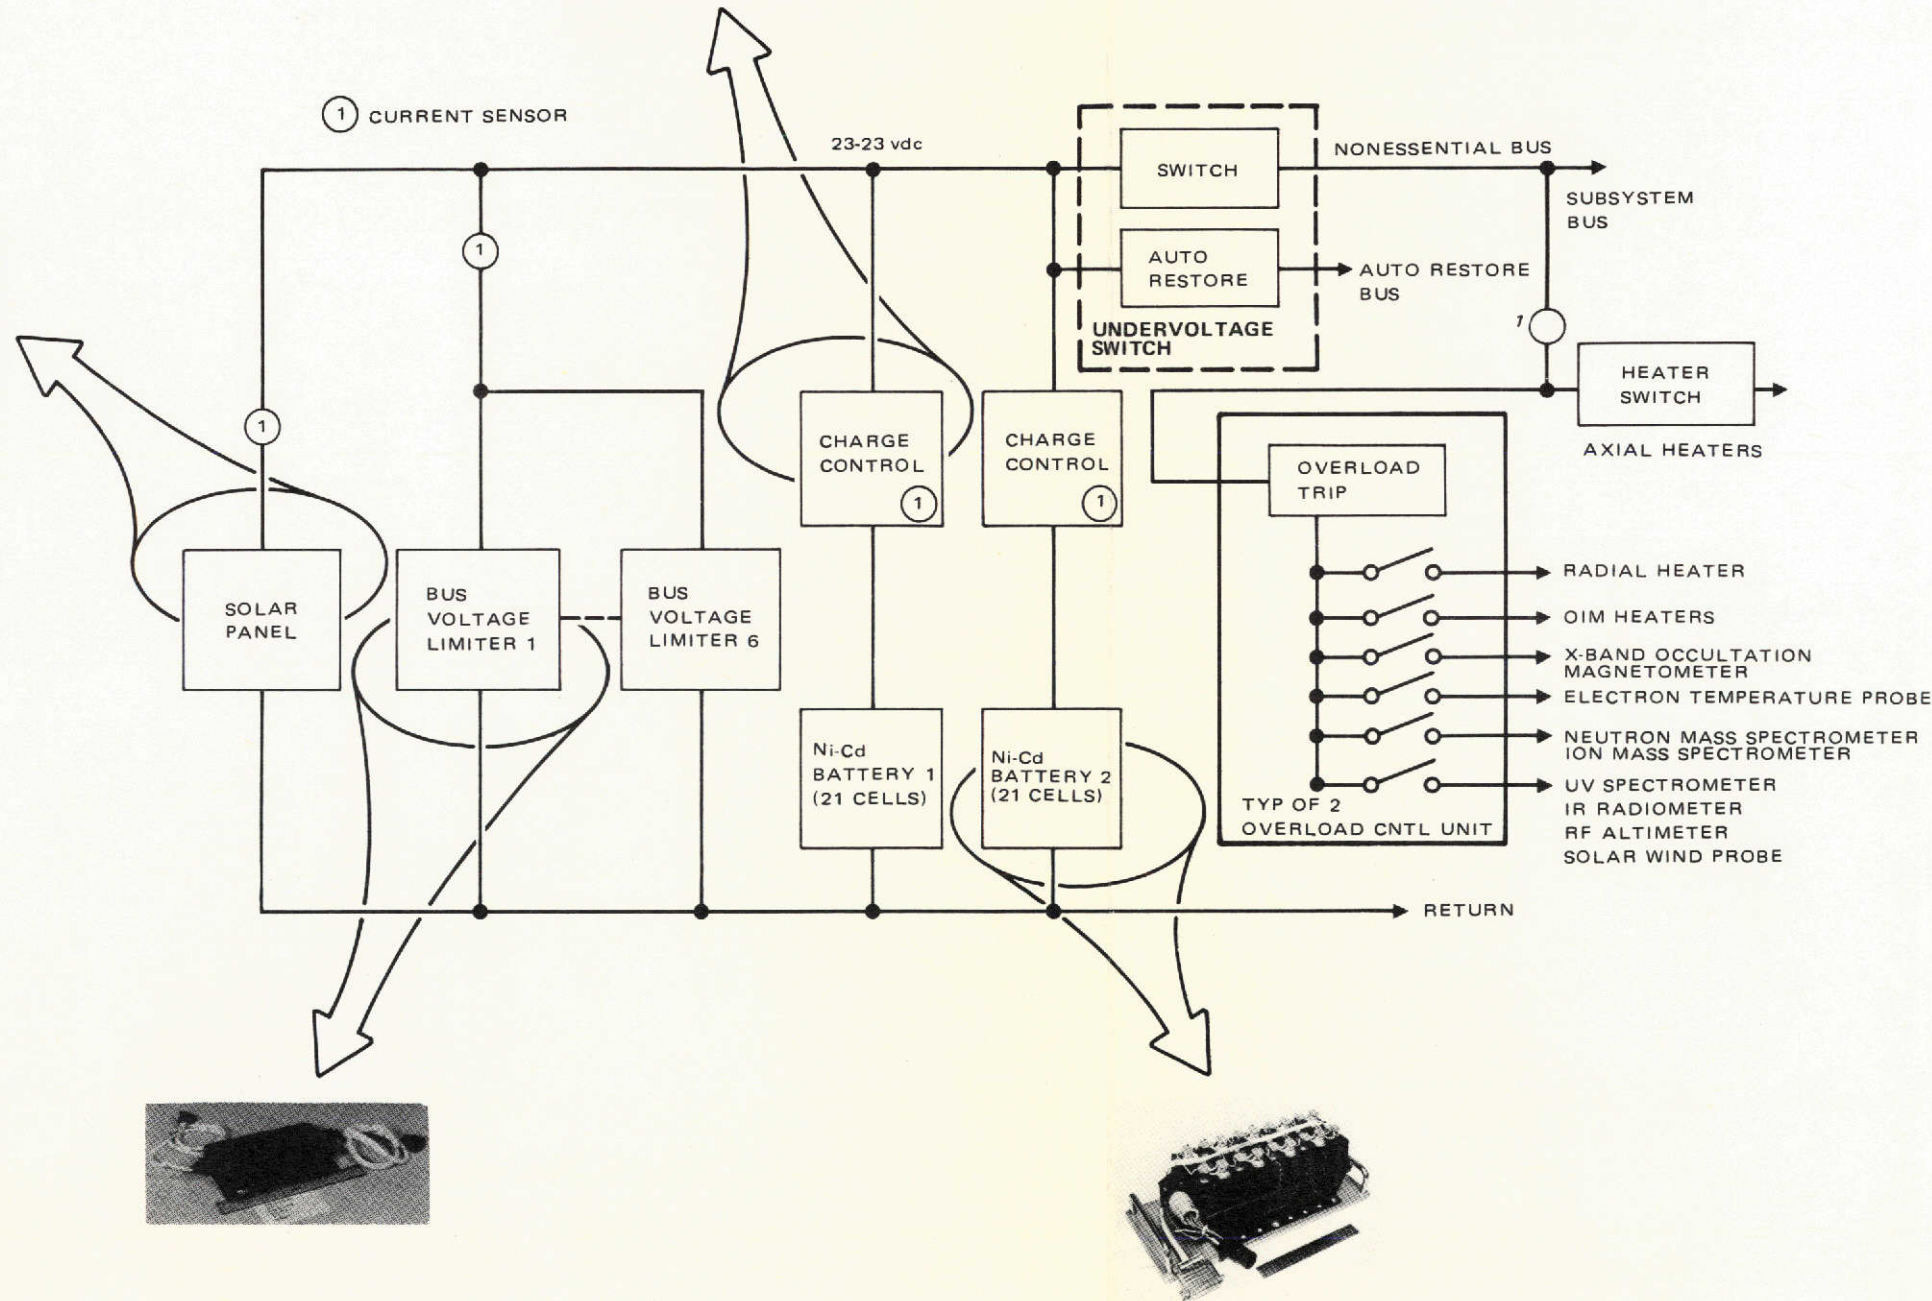 1 CURRENT SENSOR
23-23 vdc
SWITCH
NONESSENTIAL BUS
SUBSYSTEM
BUS
1
AUTO
RESTORE
AUTO RESTORE
BUS
UNDERVOLTAGE
SWITCH
1
HEATER
SWITCH
AXIAL HEATERS
1
CHARGE
CONTROL
1
CHARGE
CONTROL
1
OVERLOAD
TRIP
SOLAR
PANEL
BUS
VOLTAGE
LIMITER 1
BUS
VOLTAGE
LIMITER 6
RADIAL HEATER
OIM HEATERS
X-BAND OCCULTATION
MAGNETOMETER
ELECTRON TEMPERATURE PROBE
NEUTRON MASS SPECTROMETER
ION MASS SPECTROMETER
UV SPECTROMETER
IR RADIOMETER
RF ALTIMETER
SOLAR WIND PROBE
Ni-Cd
BATTERY 1
(21 CELLS)
Ni-Cd
BATTERY 2
(21 CELLS)
TYP OF 2
OVERLOAD CNTL UNIT
RETURN